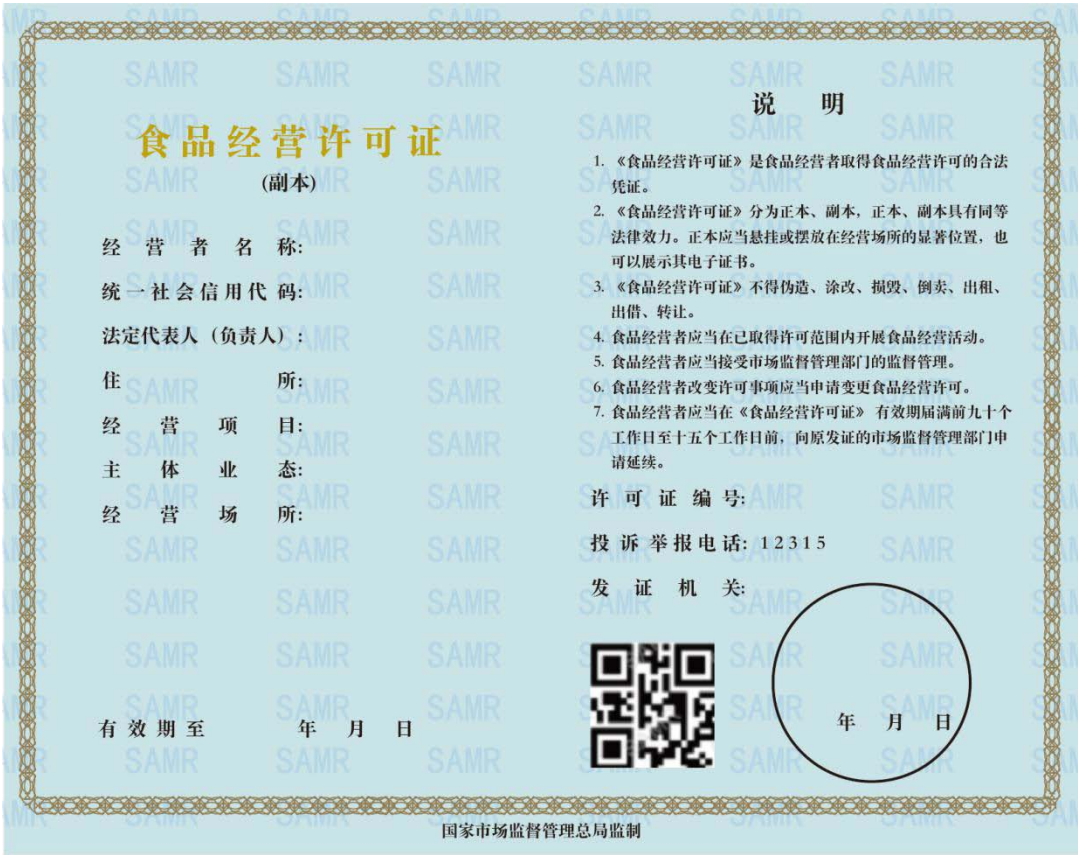 食品经营许可证
(副本)
经营者名称:
统一社会信用代码:
法定代表人（负责人）:
住所:
经营项目:
主体业态:
经营场所:
有效期至 年 月 日
说 明
1. 《食品经营许可证》是食品经营者取得食品经营许可的合法
凭证。
2. 《食品经营许可证》分为正本、副本，正本、副本具有同等
法律效力。正本应当悬挂或摆放在经营场所的显著位置，也
可以展示其电子证书。
3. 《食品经营许可证》不得伪造、涂改、损毁、倒卖、出租、
出借、转让。
4. 食品经营者应当在已取得许可范围内开展食品经营活动。
5. 食品经营者应当接受市场监督管理部门的监督管理。
6. 食品经营者改变许可事项应当申请变更食品经营许可。
7. 食品经营者应当在《食品经营许可证》 有效期届满前九十个
工作日至十五个工作日前，向原发证的市场监督管理部门申
请延续。
许可证编号:
投诉举报电话: 12315
发证机关:
年 月 日
国家市场监督管理总局监制
SAMR